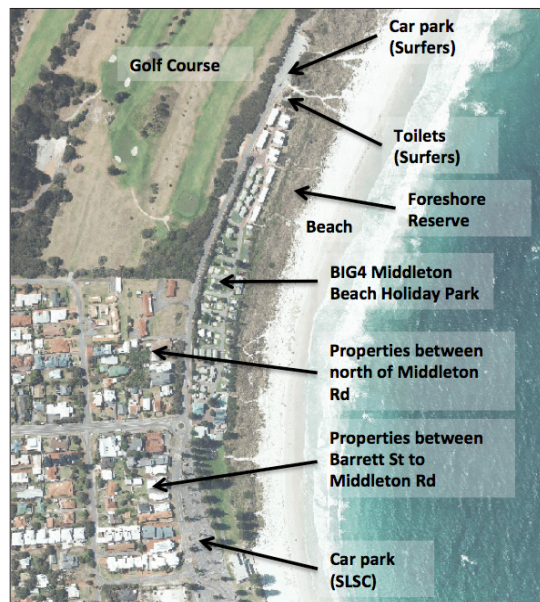 Car park
(Surfers)
Golf Course
Toilets
(Surfers)
Foreshore
Reserve
Beach
BIG4 Middleton
Beach Holiday Park
Properties between
north of Middleton
Rd
Properties between
Barrett St to
Middleton Rd
Car park
(SLSC)